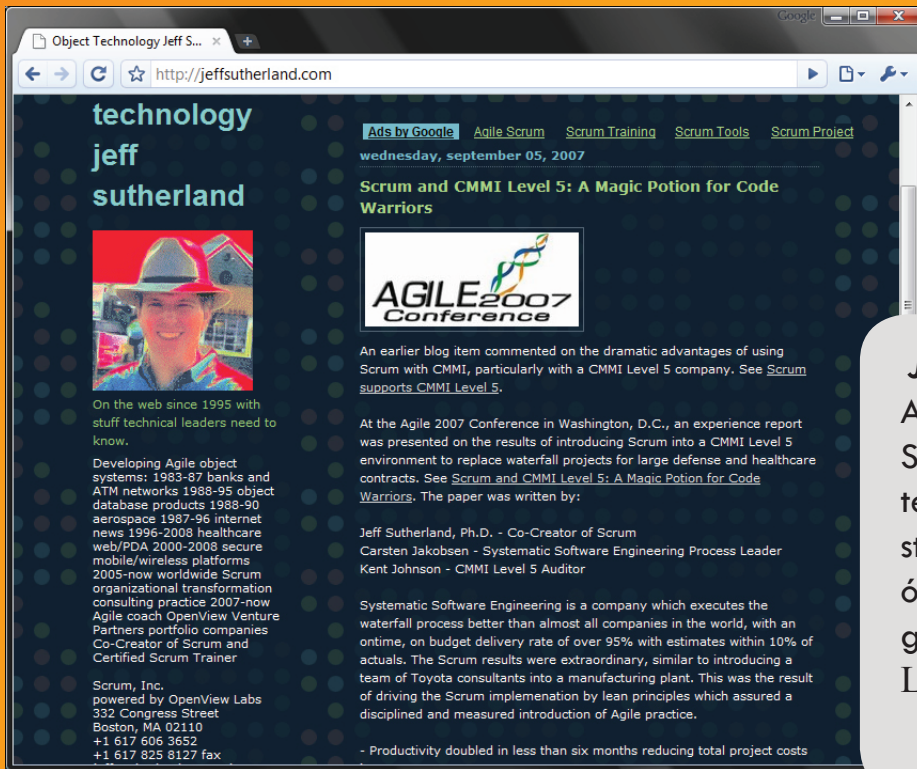 Google
Object Technology Jeff S...
http://jeffsutherland.com
technology
jeff
sutherland
On the web since 1995 with
stuff technical leaders need to
know.
Developing Agile object
systems: 1983-87 banks and
ATM networks 1988-95 object
database products 1988-90
aerospace 1987-96 internet
news 1996-2008 healthcare
web/PDA 2000-2008 secure
mobile/wireless platforms
2005-now worldwide Scrum
organizational transformation
consulting practice 2007-now
Agile coach OpenView Venture
Partners portfolio companies
Co-Creator of Scrum and
Certified Scrum Trainer
Scrum, Inc.
powered by OpenView Labs
332 Congress Street
Boston, MA 02110
+1 617 606 3652
+1 617 825 8127 fax
Ads by Google Agile Scrum Scrum Training Scrum Tools Scrum Project
wednesday, september 05, 2007
Scrum and CMMI Level 5: A Magic Potion for Code
Warriors
AGILE2007
Conference
An earlier blog item commented on the dramatic advantages of using
Scrum with CMMI, particularly with a CMMI Level 5 company. See Scrum
supports CMMI Level 5.
At the Agile 2007 Conference in Washington, D.C., an experience report
was presented on the results of introducing Scrum into a CMMI Level 5
environment to replace waterfall projects for large defense and healthcare
contracts. See Scrum and CMMI Level 5: A Magic Potion for Code
Warriors. The paper was written by:
Jeff Sutherland, Ph.D. - Co-Creator of Scrum
Carsten Jakobsen - Systematic Software Engineering Process Leader
Kent Johnson - CMMI Level 5 Auditor
Systematic Software Engineering is a company which executes the
waterfall process better than almost all companies in the world, with an
ontime, on budget delivery rate of over 95% with estimates within 10% of
actuals. The Scrum results were extraordinary, similar to introducing a
team of Toyota consultants into a manufacturing plant. This was the result
of driving the Scrum implemenation by lean principles which assured a
disciplined and measured introduction of Agile practice.
- Productivity doubled in less than six months reducing total project costs